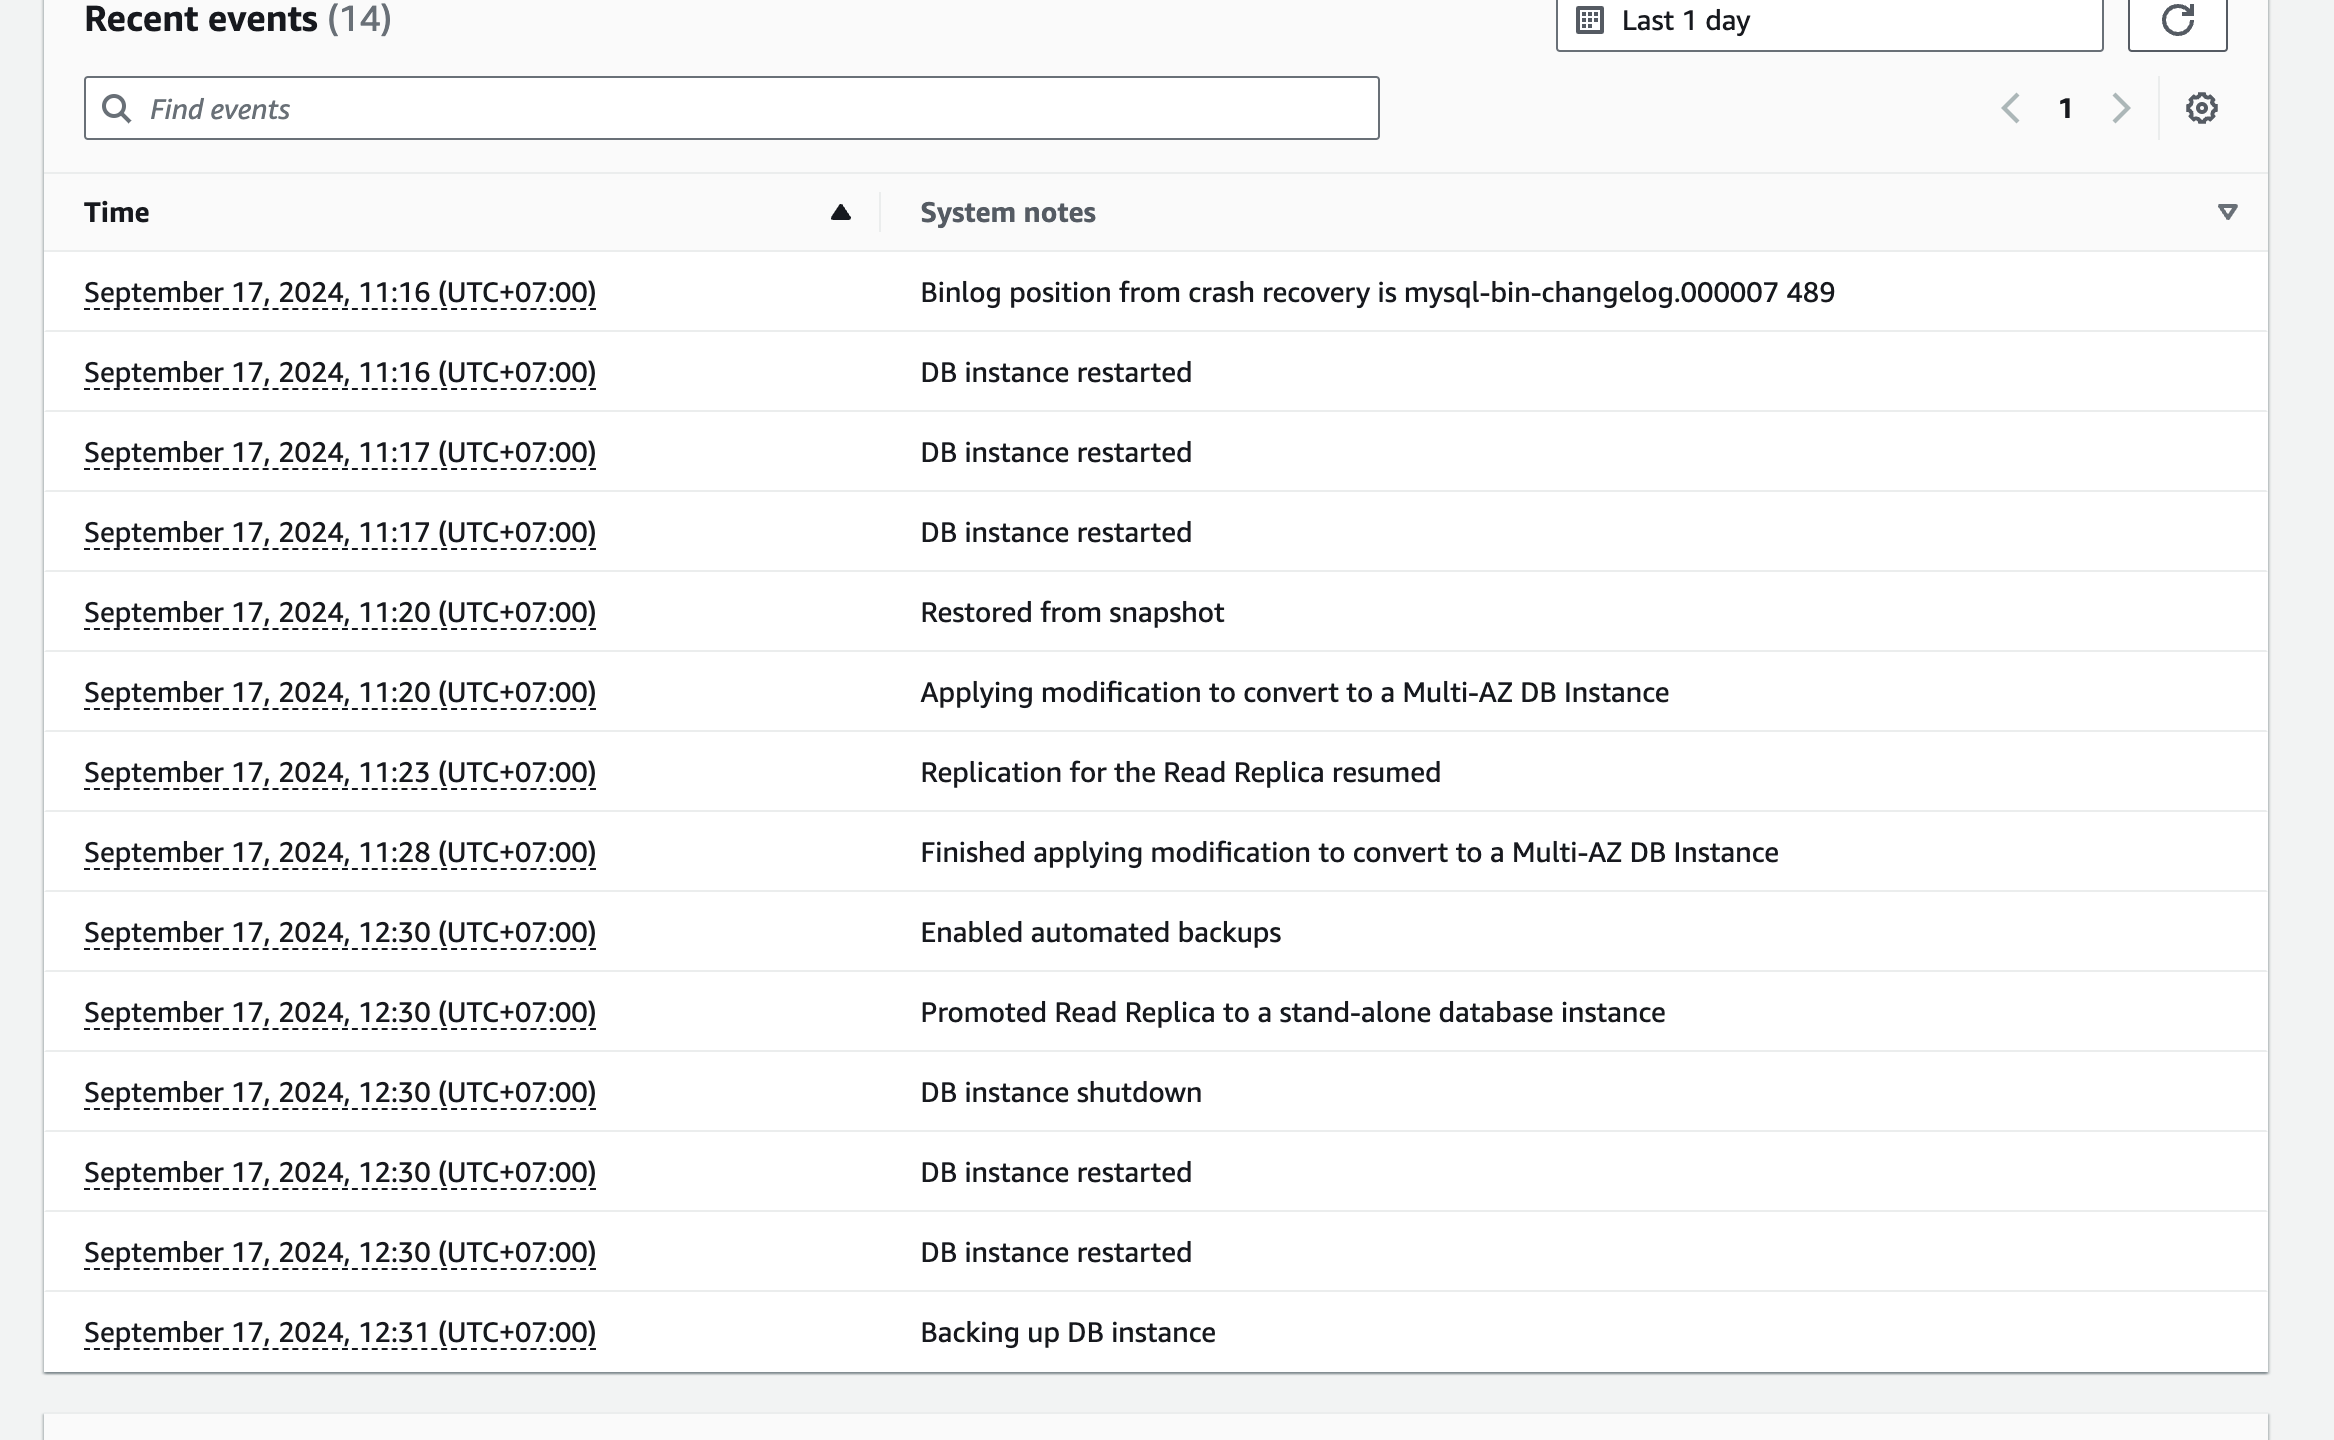 Recent events (14)
Last 1 day
Find events
1
Time System notes
September 17, 2024, 11:16 (UTC+07:00) Binlog position from crash recovery is mysql-bin-changelog.000007 489
September 17, 2024, 11:16 (UTC+07:00) DB instance restarted
September 17, 2024, 11:17 (UTC+07:00) DB instance restarted
September 17, 2024, 11:17 (UTC+07:00) DB instance restarted
September 17, 2024, 11:20 (UTC+07:00) Restored from snapshot
September 17, 2024, 11:20 (UTC+07:00) Applying modification to convert to a Multi-AZ DB Instance
September 17, 2024, 11:23 (UTC+07:00) Replication for the Read Replica resumed
September 17, 2024, 11:28 (UTC+07:00) Finished applying modification to convert to a Multi-AZ DB Instance
September 17, 2024, 12:30 (UTC+07:00) Enabled automated backups
September 17, 2024, 12:30 (UTC+07:00) Promoted Read Replica to a stand-alone database instance
September 17, 2024, 12:30 (UTC+07:00) DB instance shutdown
September 17, 2024, 12:30 (UTC+07:00) DB instance restarted
September 17, 2024, 12:30 (UTC+07:00) DB instance restarted
September 17, 2024, 12:31 (UTC+07:00) Backing up DB instance